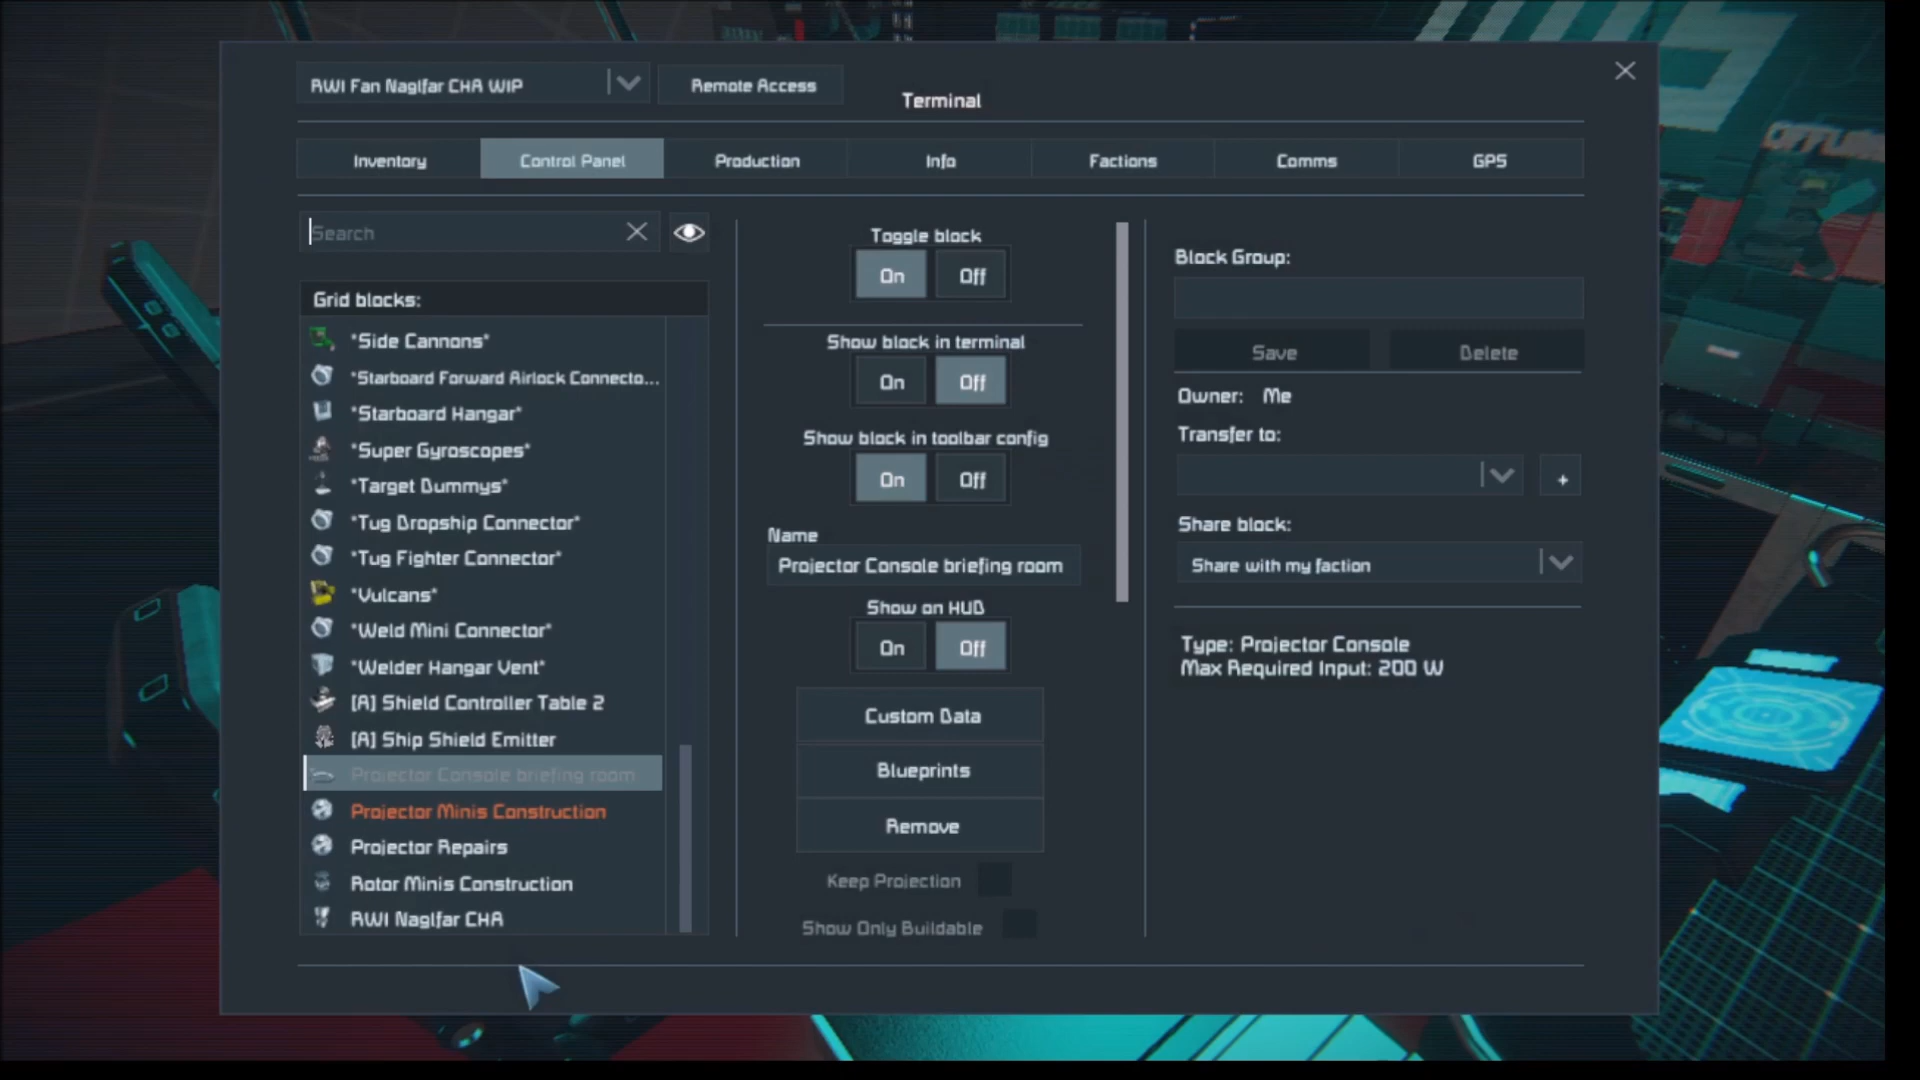 RWI Fan Naglfar CHA WIP
Remote Access
Terminal
Inventory
Control Panel
Production
Info
Factions
Comms
GPS
Search
Grid blocks:
*Side Cannons*
*Starboard Forward Airlock Connecto...
*Starboard Hangar*
*Super Gyroscopes*
*Target Dummys*
*Tug Dropship Connector*
*Tug Fighter Connector*
*Vulcans*
*Weld Mini Connector*
*Welder Hangar Vent*
[A] Shield Controller Table 2
[A] Ship Shield Emitter
Projector Console briefing room
Projector Minis Construction
Projector Repairs
Rotor Minis Construction
RWI Naglfar CHA
Toggle block
On Off
Show block in terminal
On Off
Show block in toolbar config
On Off
Name
Projector Console briefing room
Show on HUD
On Off
Custom Data
Blueprints
Remove
Keep Projection
Show Only Buildable
Block Group:
Save
Delete
Owner: Me
Transfer to:
+
Share block:
Share with my faction
Type: Projector Console
Max Required Input: 200 W